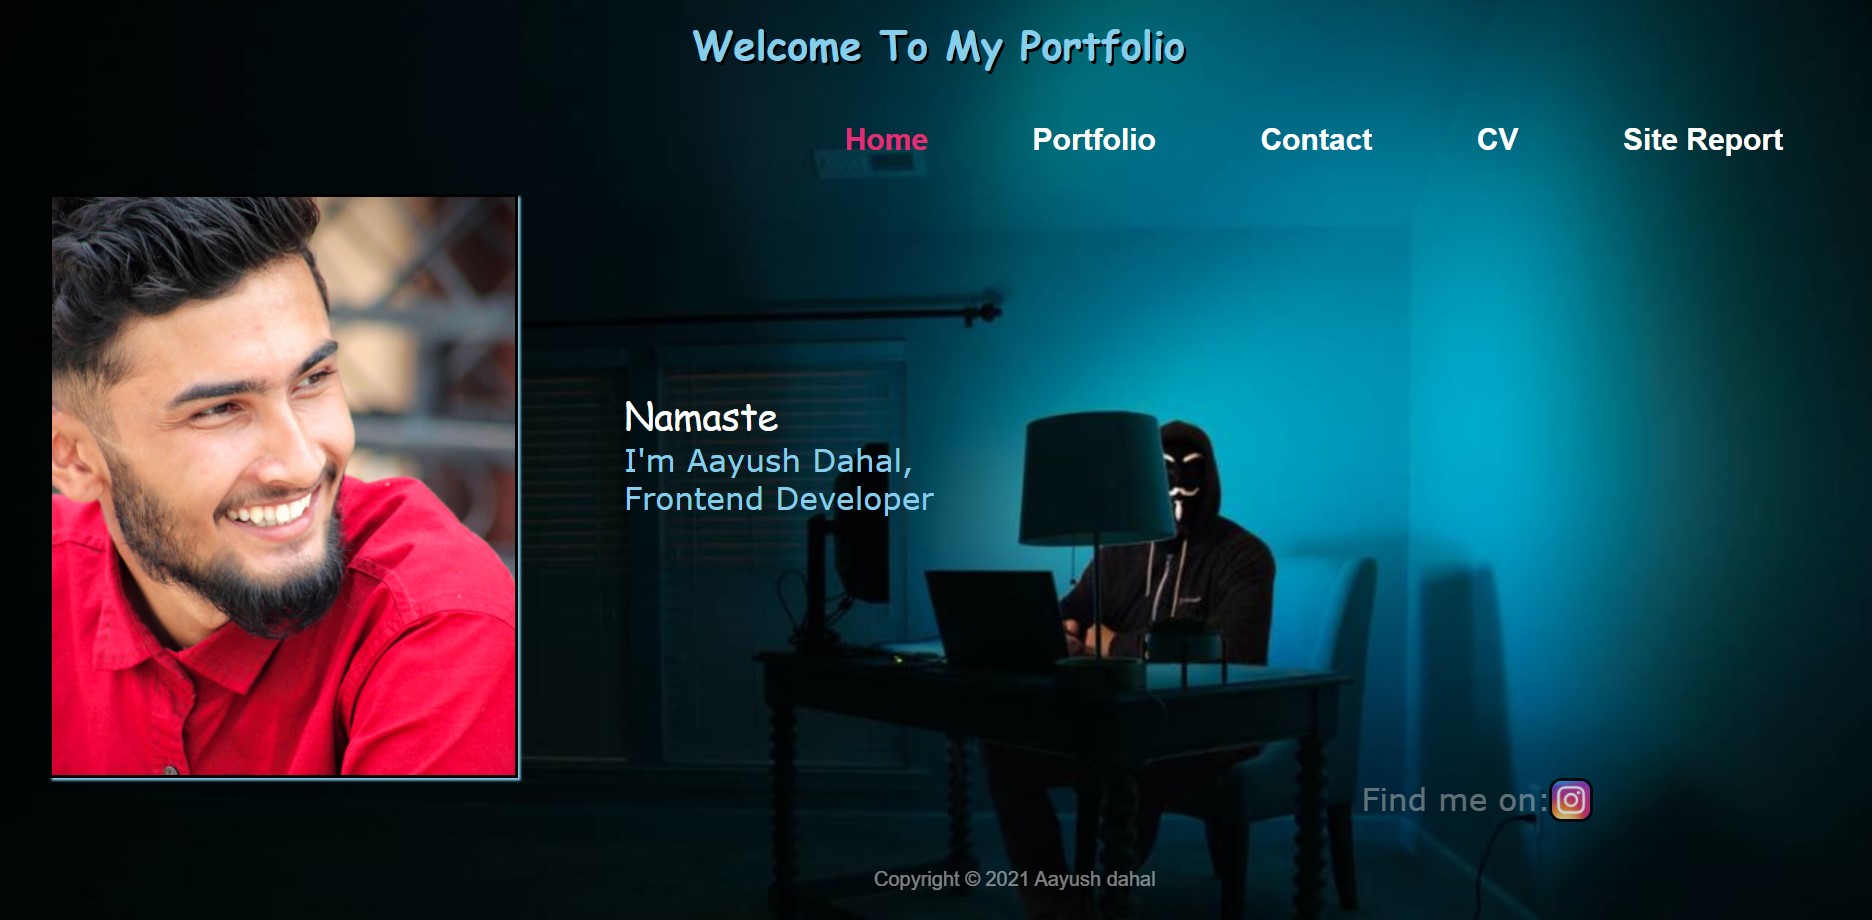 Welcome To My Portfolio
Home Portfolio Contact CV Site Report
Namaste
I'm Aayush Dahal,
Frontend Developer
Find me on:
Copyright © 2021 Aayush dahal